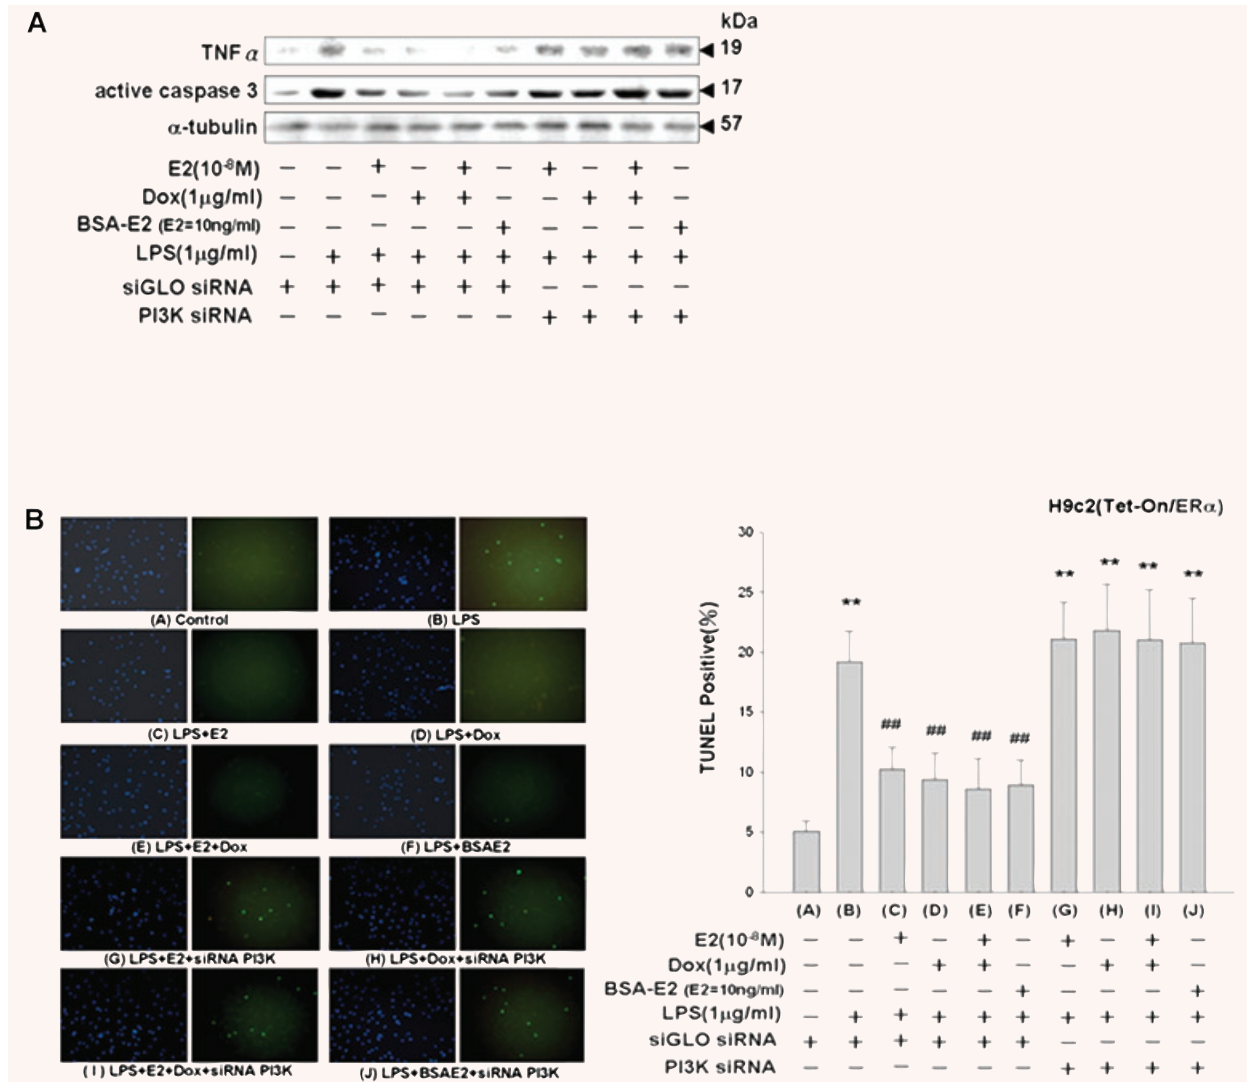 A
kDa
TNF α ◄ 19
active caspase 3 ◄ 17
α-tubulin ◄ 57
E2(10⁻⁸M) − − + − + − + − + −
Dox(1μg/ml) − − − + + − − + + −
BSA-E2 (E2=10ng/ml) − − − − − + − − − +
LPS(1μg/ml) − + + + + + + + + +
siGLO siRNA + + + + + + − − − −
PI3K siRNA − − − − − − + + + +
B
(A) Control (B) LPS
(C) LPS+E2 (D) LPS+Dox
(E) LPS+E2+Dox (F) LPS+BSAE2
(G) LPS+E2+siRNA PI3K (H) LPS+Dox+siRNA PI3K
(I) LPS+E2+Dox+siRNA PI3K (J) LPS+BSAE2+siRNA PI3K
H9c2(Tet-On/ERα)
TUNEL Positive(%)
30
25
20
15
10
5
0
** ## ## ## ## ** ** ** **
(A) (B) (C) (D) (E) (F) (G) (H) (I) (J)
E2(10⁻⁸M) − − + − + − + − + −
Dox(1μg/ml) − − − + + − − + + −
BSA-E2 (E2=10ng/ml) − − − − − + − − − +
LPS(1μg/ml) − + + + + + + + + +
siGLO siRNA + + + + + + − − − −
PI3K siRNA − − − − − − + + + +